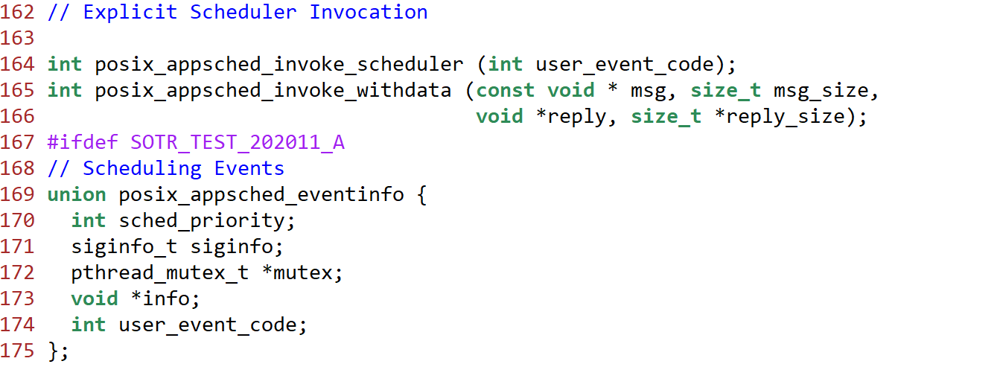 162 // Explicit Scheduler Invocation
163
164 int posix_appsched_invoke_scheduler (int user_event_code);
165 int posix_appsched_invoke_withdata (const void * msg, size_t msg_size,
166                                     void *reply, size_t *reply_size);
167 #ifdef SOTR_TEST_202011_A
168 // Scheduling Events
169 union posix_appsched_eventinfo {
170   int sched_priority;
171   siginfo_t siginfo;
172   pthread_mutex_t *mutex;
173   void *info;
174   int user_event_code;
175 };